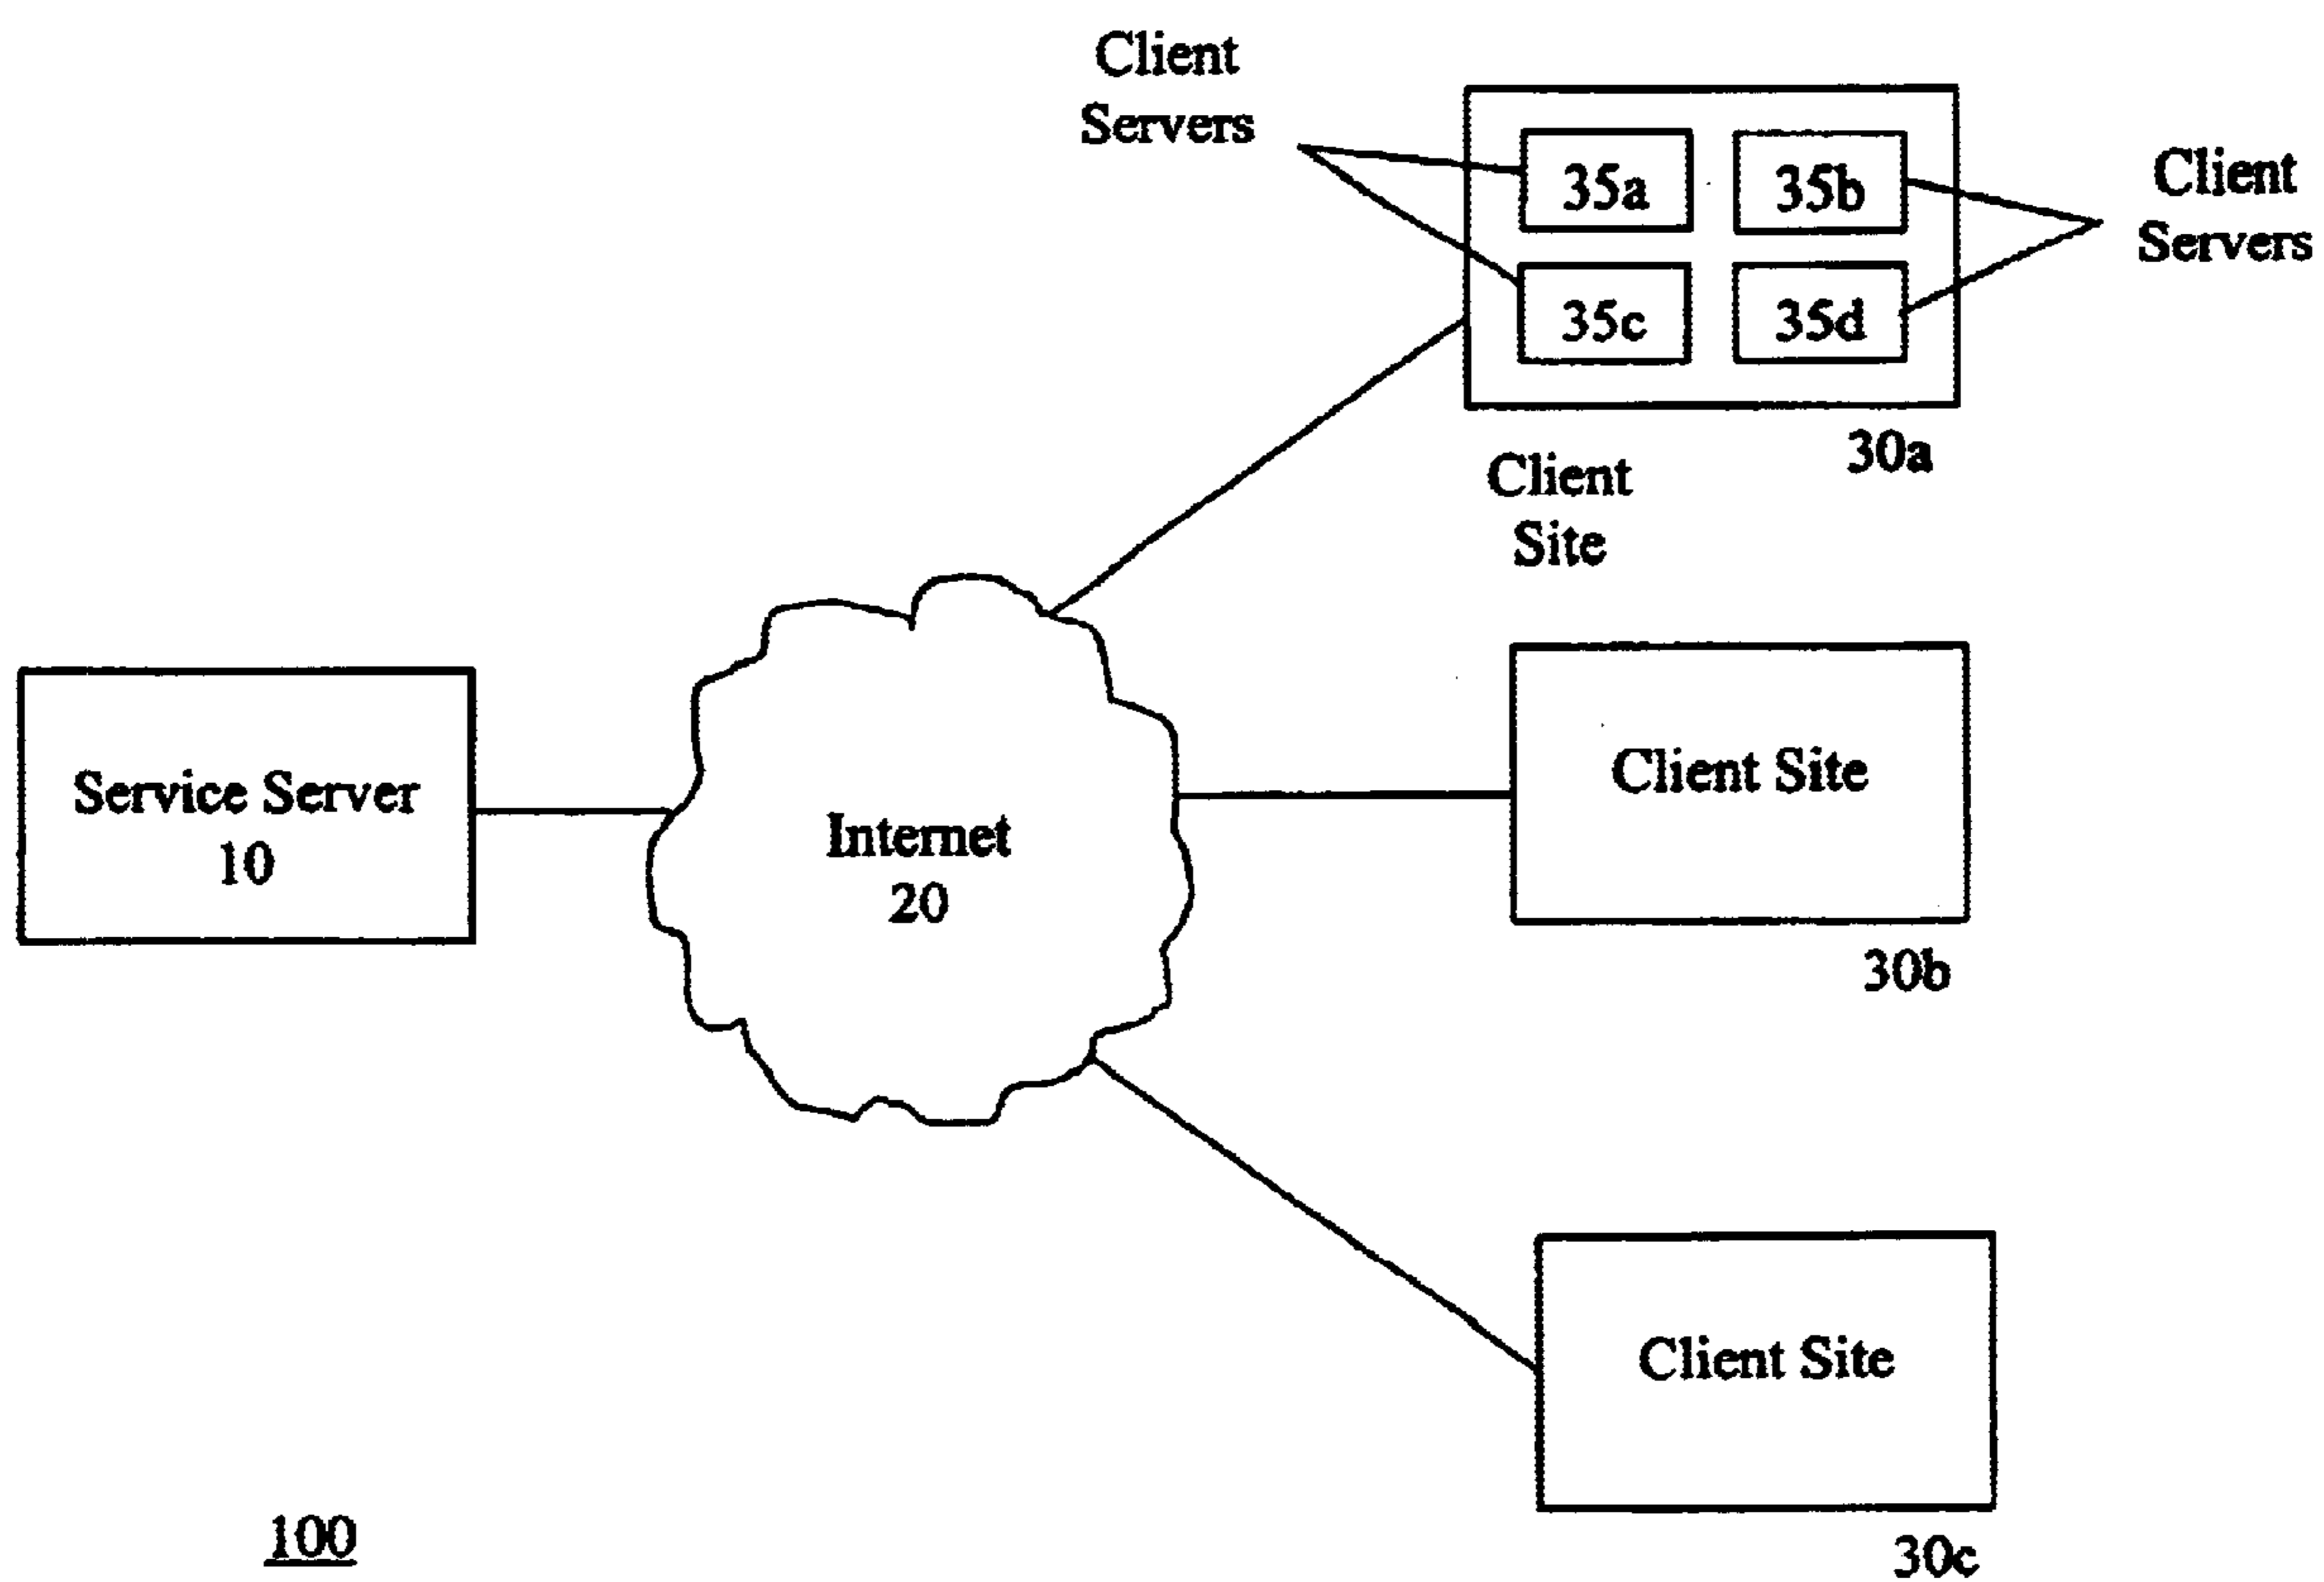 Client
Servers
35a
35b
Client
Servers
35c
35d
30a
Client
Site
Service Server
10
Internet
20
Client Site
30b
Client Site
30c
100